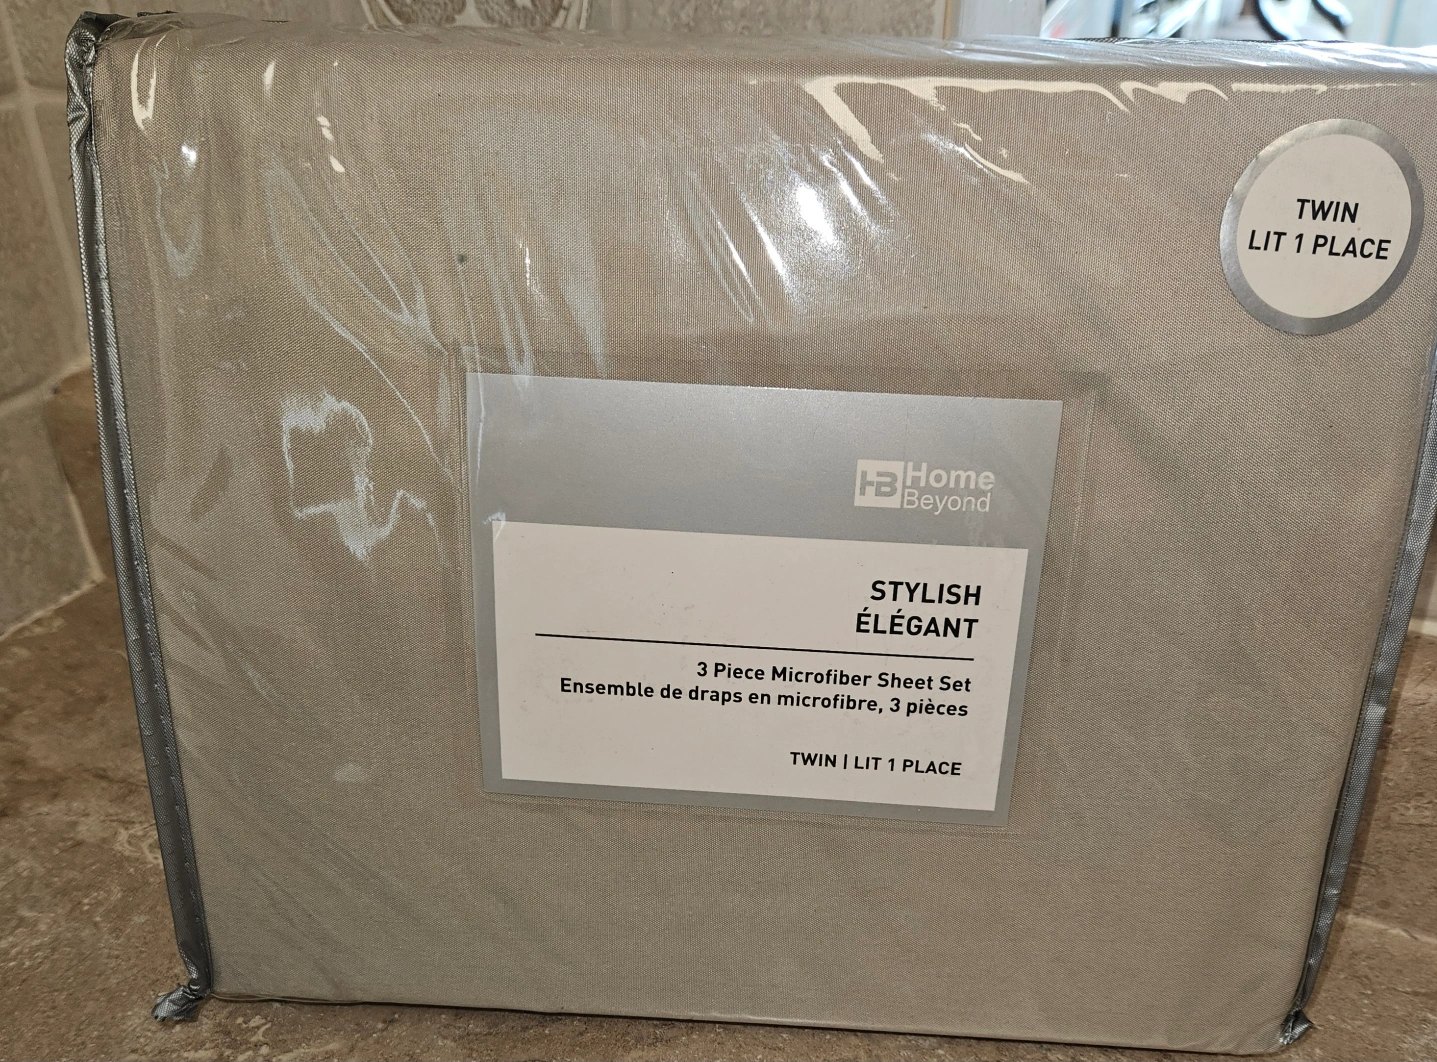 TWIN
LIT 1 PLACE
HB Home
Beyond
STYLISH
ÉLÉGANT
3 Piece Microfiber Sheet Set
Ensemble de draps en microfibre, 3 pièces
TWIN | LIT 1 PLACE